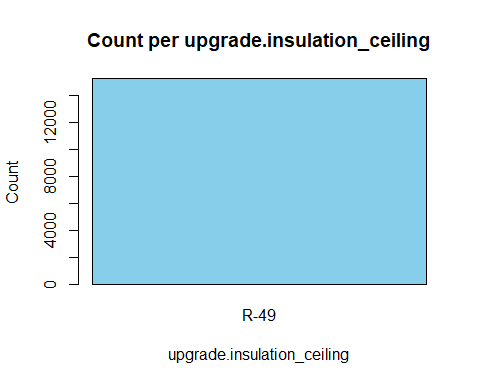 Count per upgrade.insulation_ceiling
Count
12000
8000
4000
0
R-49
upgrade.insulation_ceiling